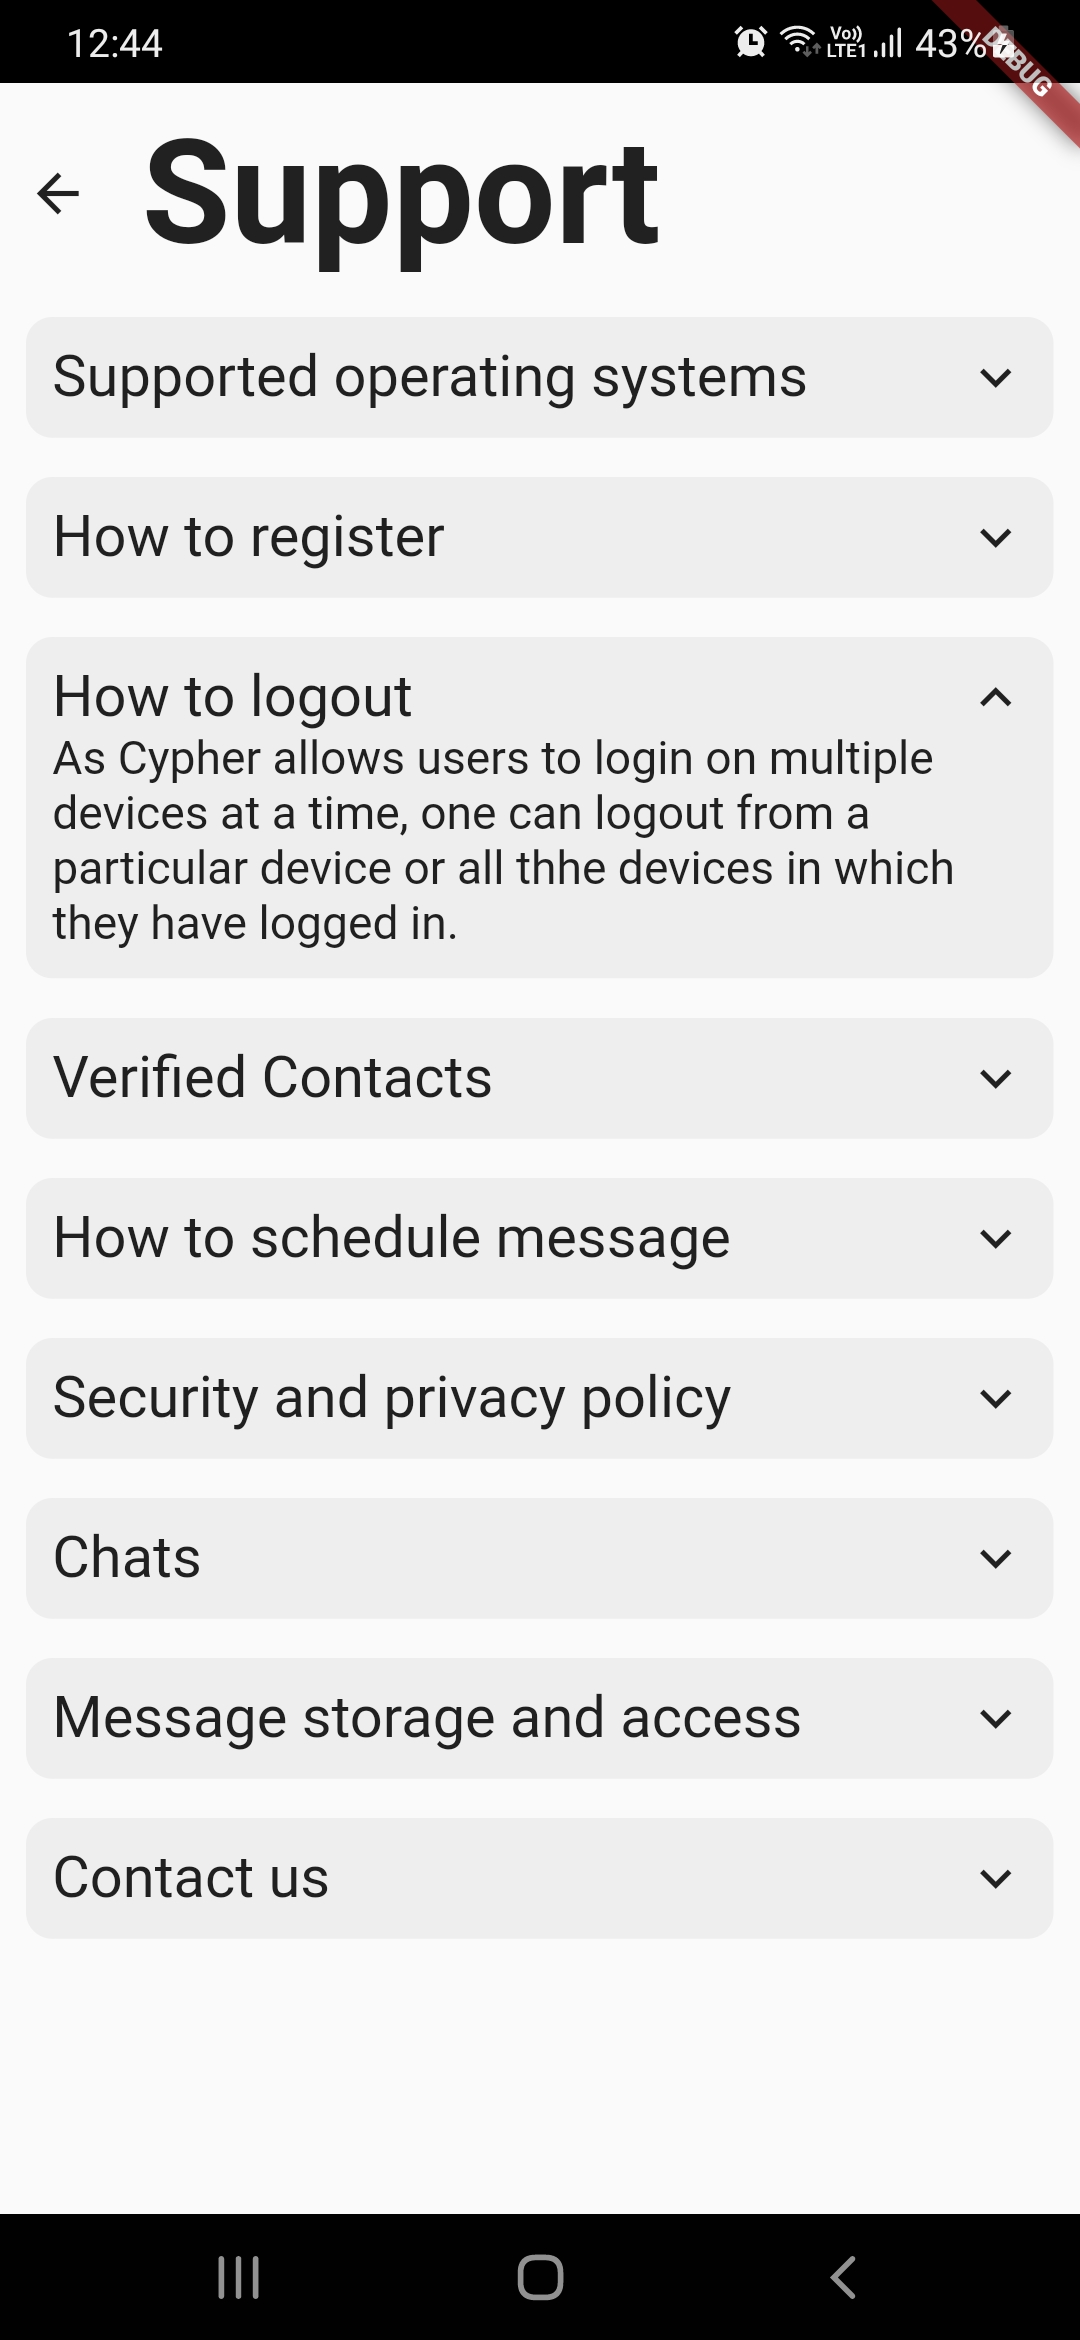 12:44
Vo))
LTE1
43%
DEBUG
Support
Supported operating systems
How to register
How to logout
As Cypher allows users to login on multiple
devices at a time, one can logout from a
particular device or all thhe devices in which
they have logged in.
Verified Contacts
How to schedule message
Security and privacy policy
Chats
Message storage and access
Contact us